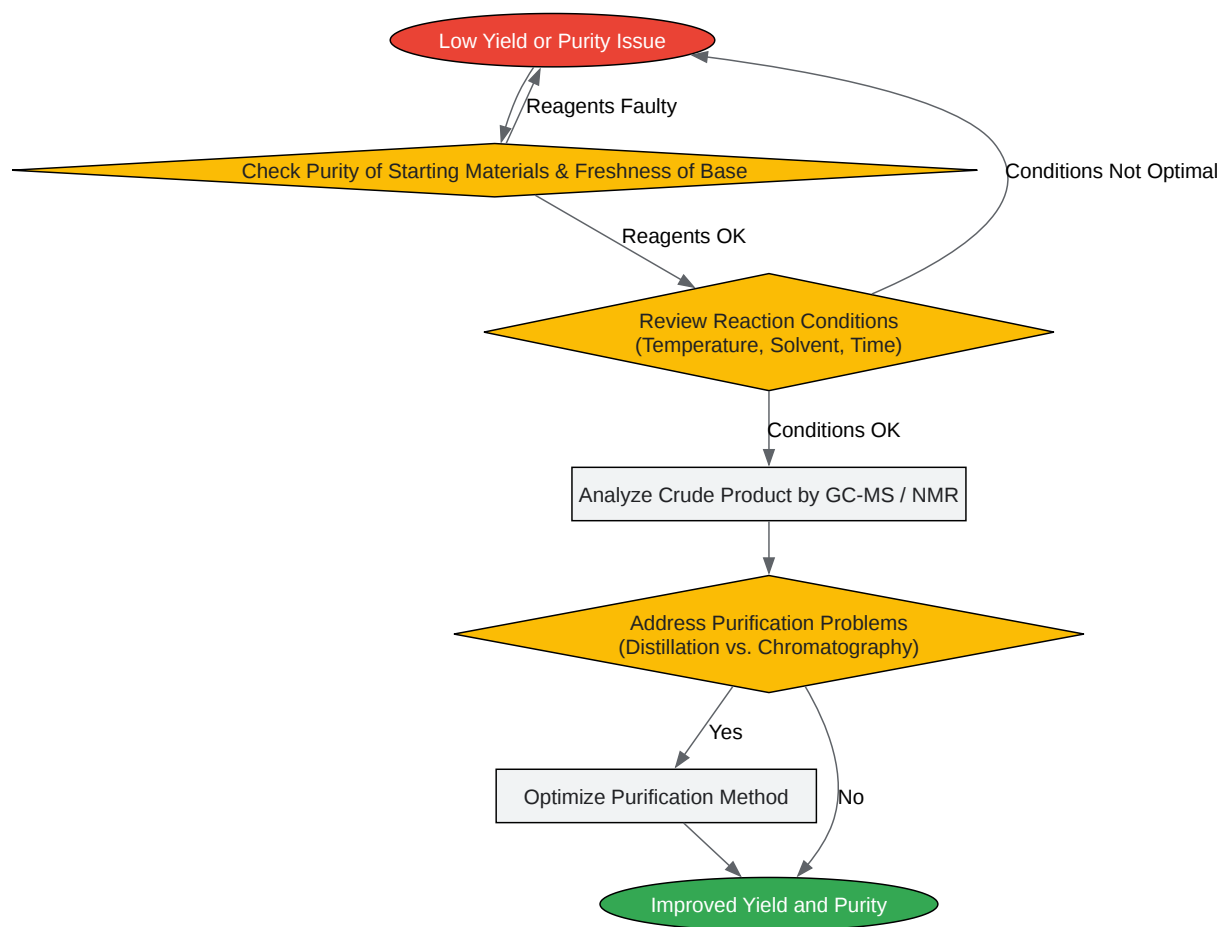 Low Yield or Purity Issue
Reagents Faulty
Check Purity of Starting Materials & Freshness of Base
Conditions Not Optimal
Reagents OK
Review Reaction Conditions
(Temperature, Solvent, Time)
Conditions OK
Analyze Crude Product by GC-MS / NMR
Address Purification Problems
(Distillation vs. Chromatography)
Yes
Optimize Purification Method
No
Improved Yield and Purity